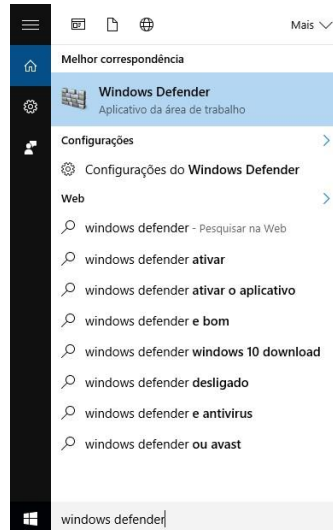 Mais
Melhor correspondência
Windows Defender
Aplicativo da área de trabalho
Configurações
Configurações do Windows Defender
Web
windows defender - Pesquisar na Web
windows defender ativar
windows defender ativar o aplicativo
windows defender e bom
windows defender windows 10 download
windows defender desligado
windows defender e antivirus
windows defender ou avast
windows defender